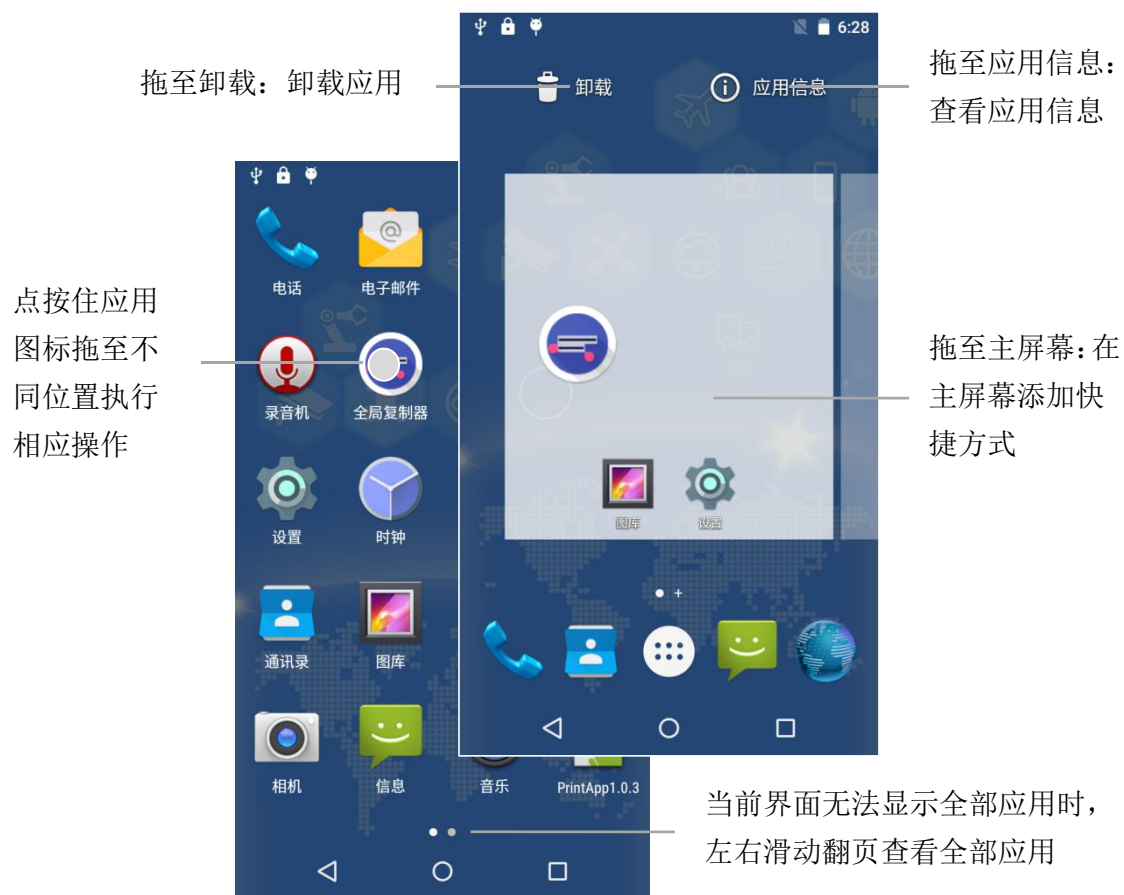 6:28
拖至卸载：卸载应用
卸载
应用信息
拖至应用信息：
查看应用信息
电话
电子邮件
点按住应用
图标拖至不
同位置执行
相应操作
录音机
全局复制器
拖至主屏幕：在
主屏幕添加快
捷方式
图库
设置
设置
时钟
通讯录
图库
相机
信息
音乐
PrintApp1.0.3
当前界面无法显示全部应用时，
左右滑动翻页查看全部应用